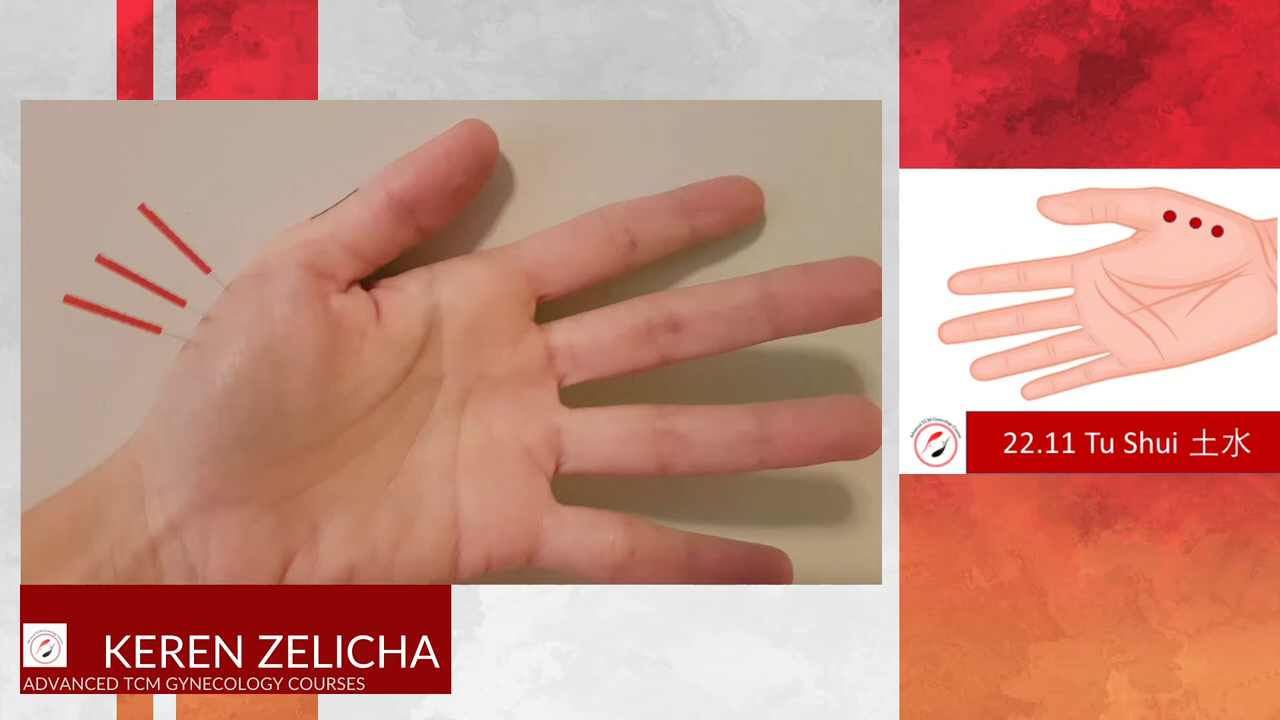 22.11 Tu Shui 土水
KEREN ZELICHA
ADVANCED TCM GYNECOLOGY COURSES